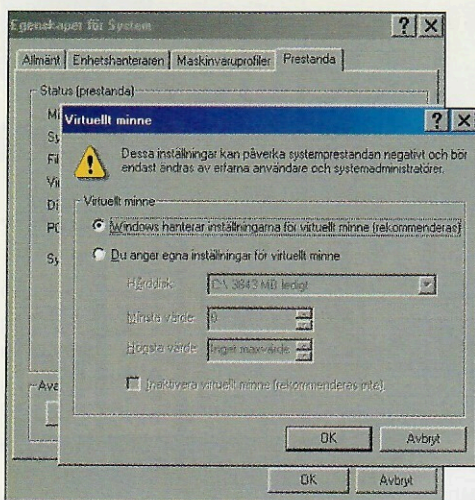 Egenskaper för System
Allmänt Enhetshanteraren Maskinvaruprofiler Prestanda
Status (prestanda)
Virtuellt minne
Dessa inställningar kan påverka systemprestandan negativt och bör
endast ändras av erfarna användare och systemadministratörer.
Virtuellt minne
Windows hanterar inställningarna för virtuellt minne (rekommenderas)
Du anger egna inställningar för virtuellt minne
Hårddisk: C:\ 3843 MB ledigt
Minsta värde: 0
Högsta värde: Inget maxvärde
Inaktivera virtuellt minne (rekommenderas inte)
OK Avbryt
OK Avbryt